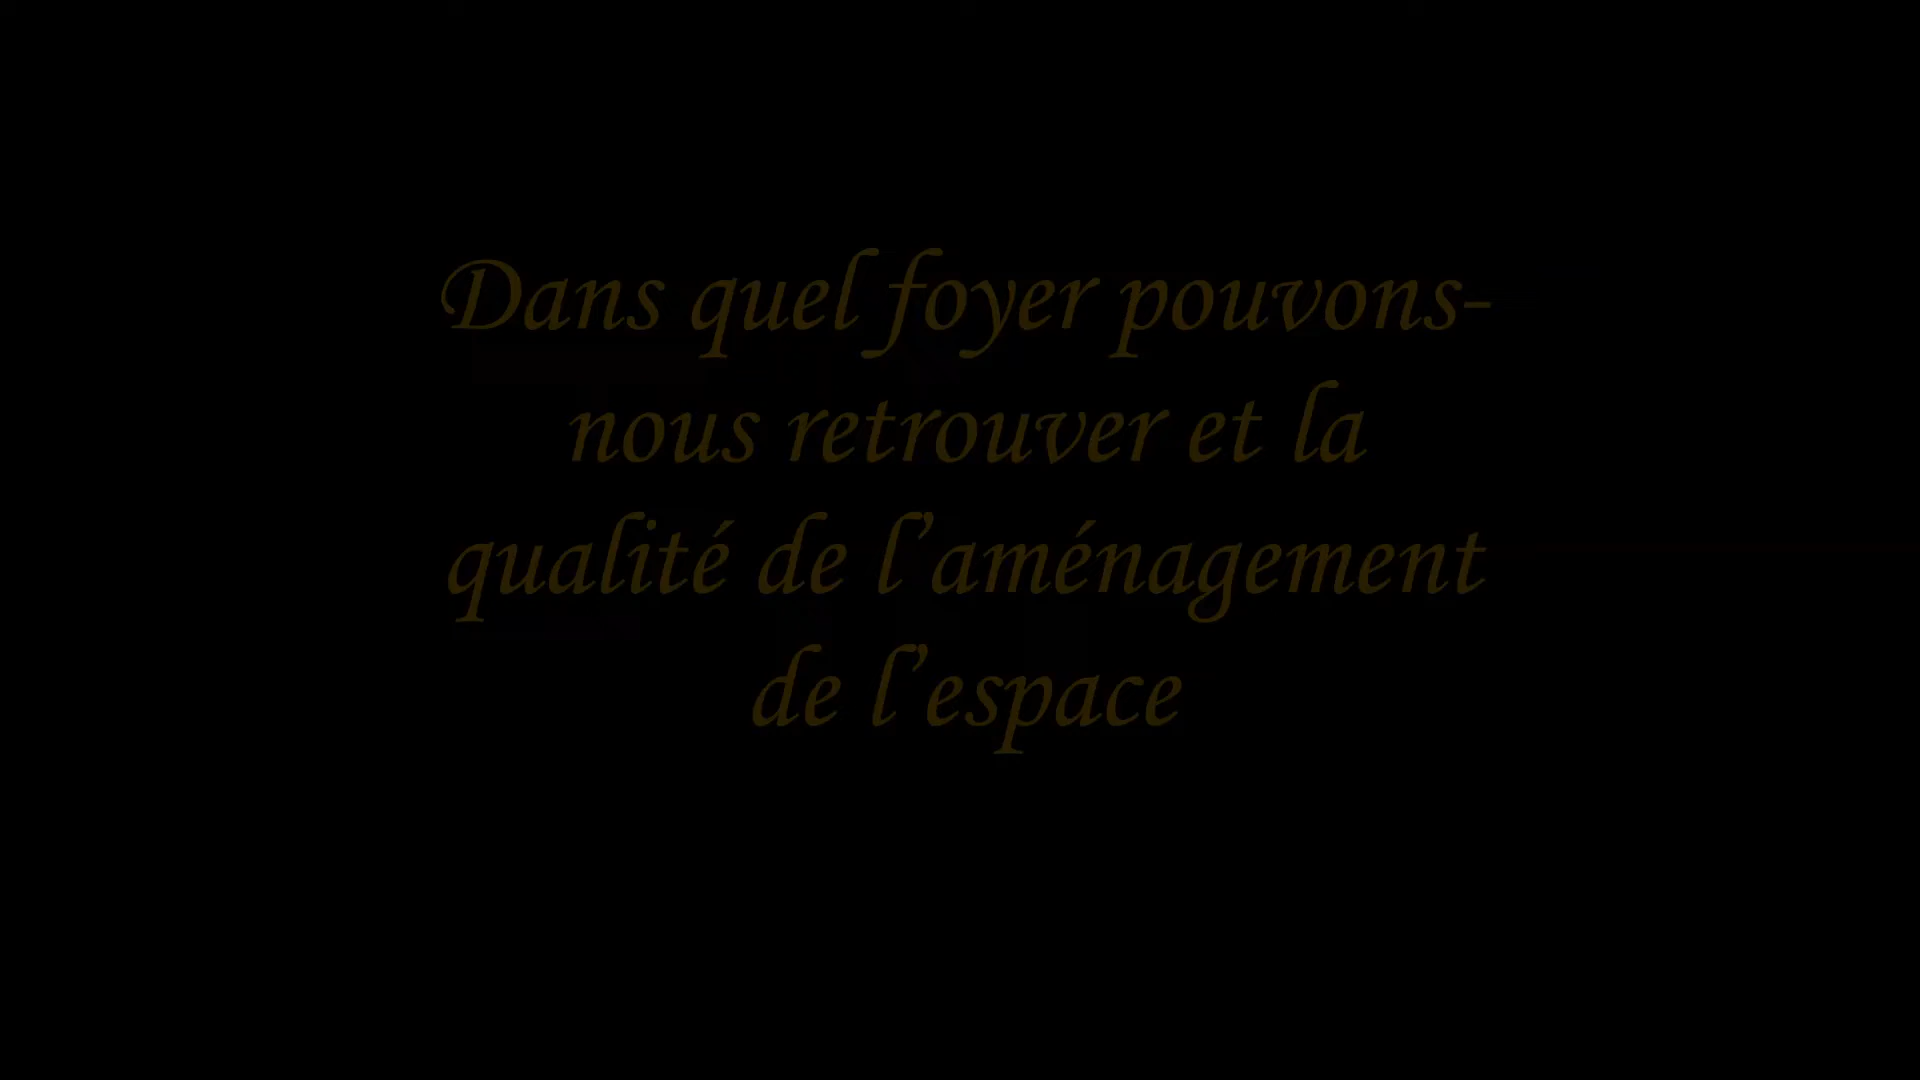 Dans quel foyer pouvons-
nous retrouver et la
qualité de l’aménagement
de l’espace